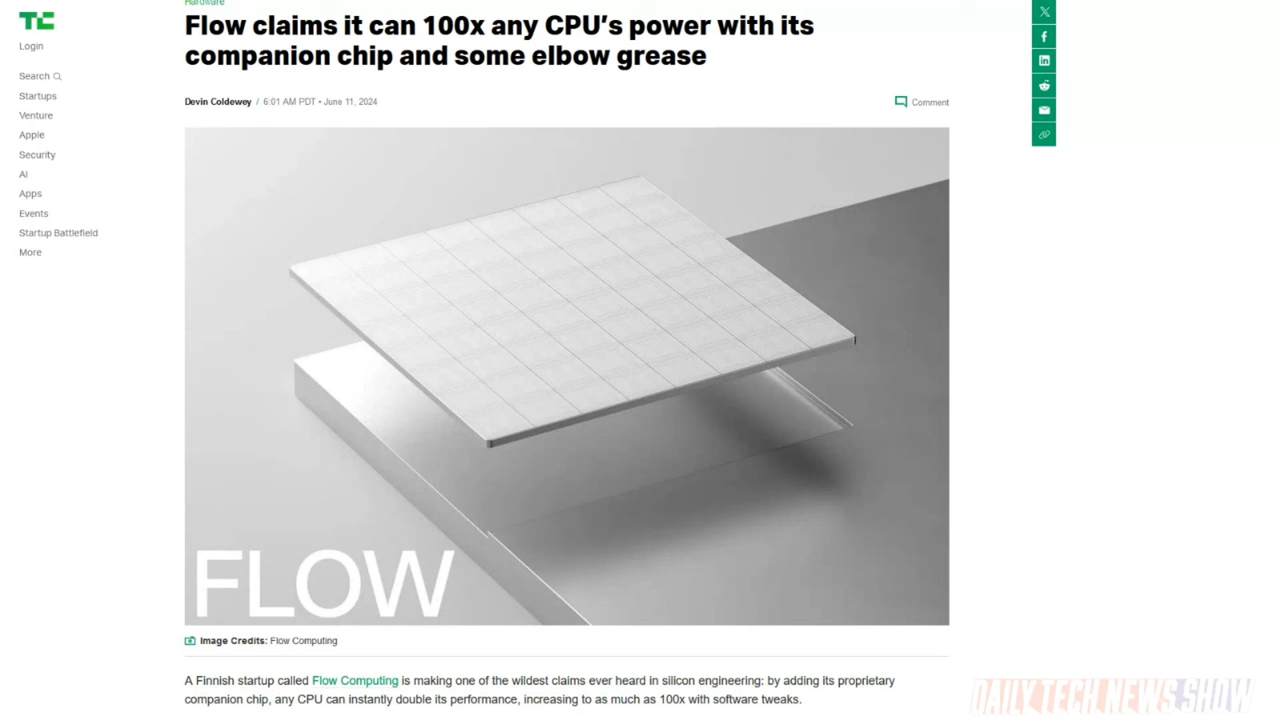 Hardware
Flow claims it can 100x any CPU's power with its
companion chip and some elbow grease
TC
Login
Search
Startups
Venture
Apple
Security
AI
Apps
Events
Startup Battlefield
More
Devin Coldewey / 6:01 AM PDT • June 11, 2024
Comment
FLOW
Image Credits: Flow Computing
A Finnish startup called Flow Computing is making one of the wildest claims ever heard in silicon engineering: by adding its proprietary
companion chip, any CPU can instantly double its performance, increasing to as much as 100x with software tweaks.
DAILY TECH NEWS SHOW